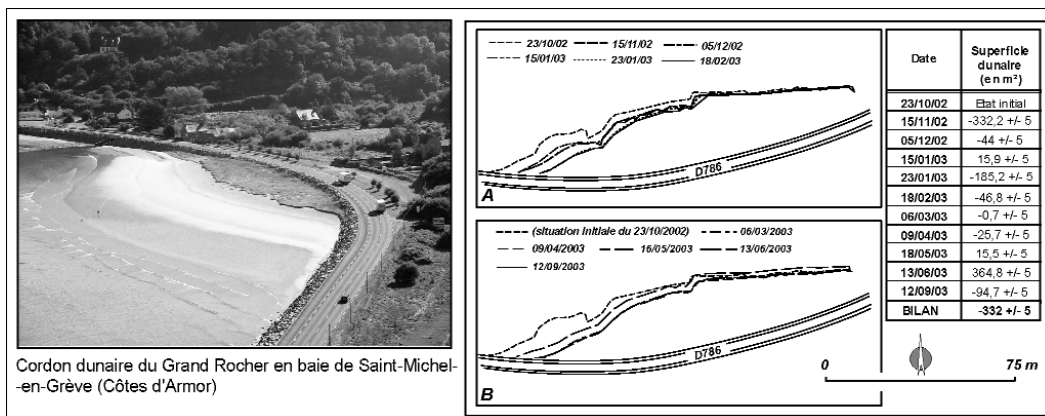 Cordon dunaire du Grand Rocher en baie de Saint-Michel-
-en-Grève (Côtes d'Armor)
23/10/02 15/11/02 05/12/02
15/01/03 23/01/03 18/02/03
D786
A
(situation initiale du 23/10/2002) 06/03/2003
09/04/2003 16/05/2003 13/06/2003
12/09/2003
D786
B
Date
Superficie
dunaire
(en m²)
23/10/02 Etat initial
15/11/02 -332,2 +/- 5
05/12/02 -44 +/- 5
15/01/03 15,9 +/- 5
23/01/03 -185,2 +/- 5
18/02/03 -46,8 +/- 5
06/03/03 -0,7 +/- 5
09/04/03 -25,7 +/- 5
18/05/03 15,5 +/- 5
13/06/03 364,8 +/- 5
12/09/03 -94,7 +/- 5
BILAN -332 +/- 5
0 75 m